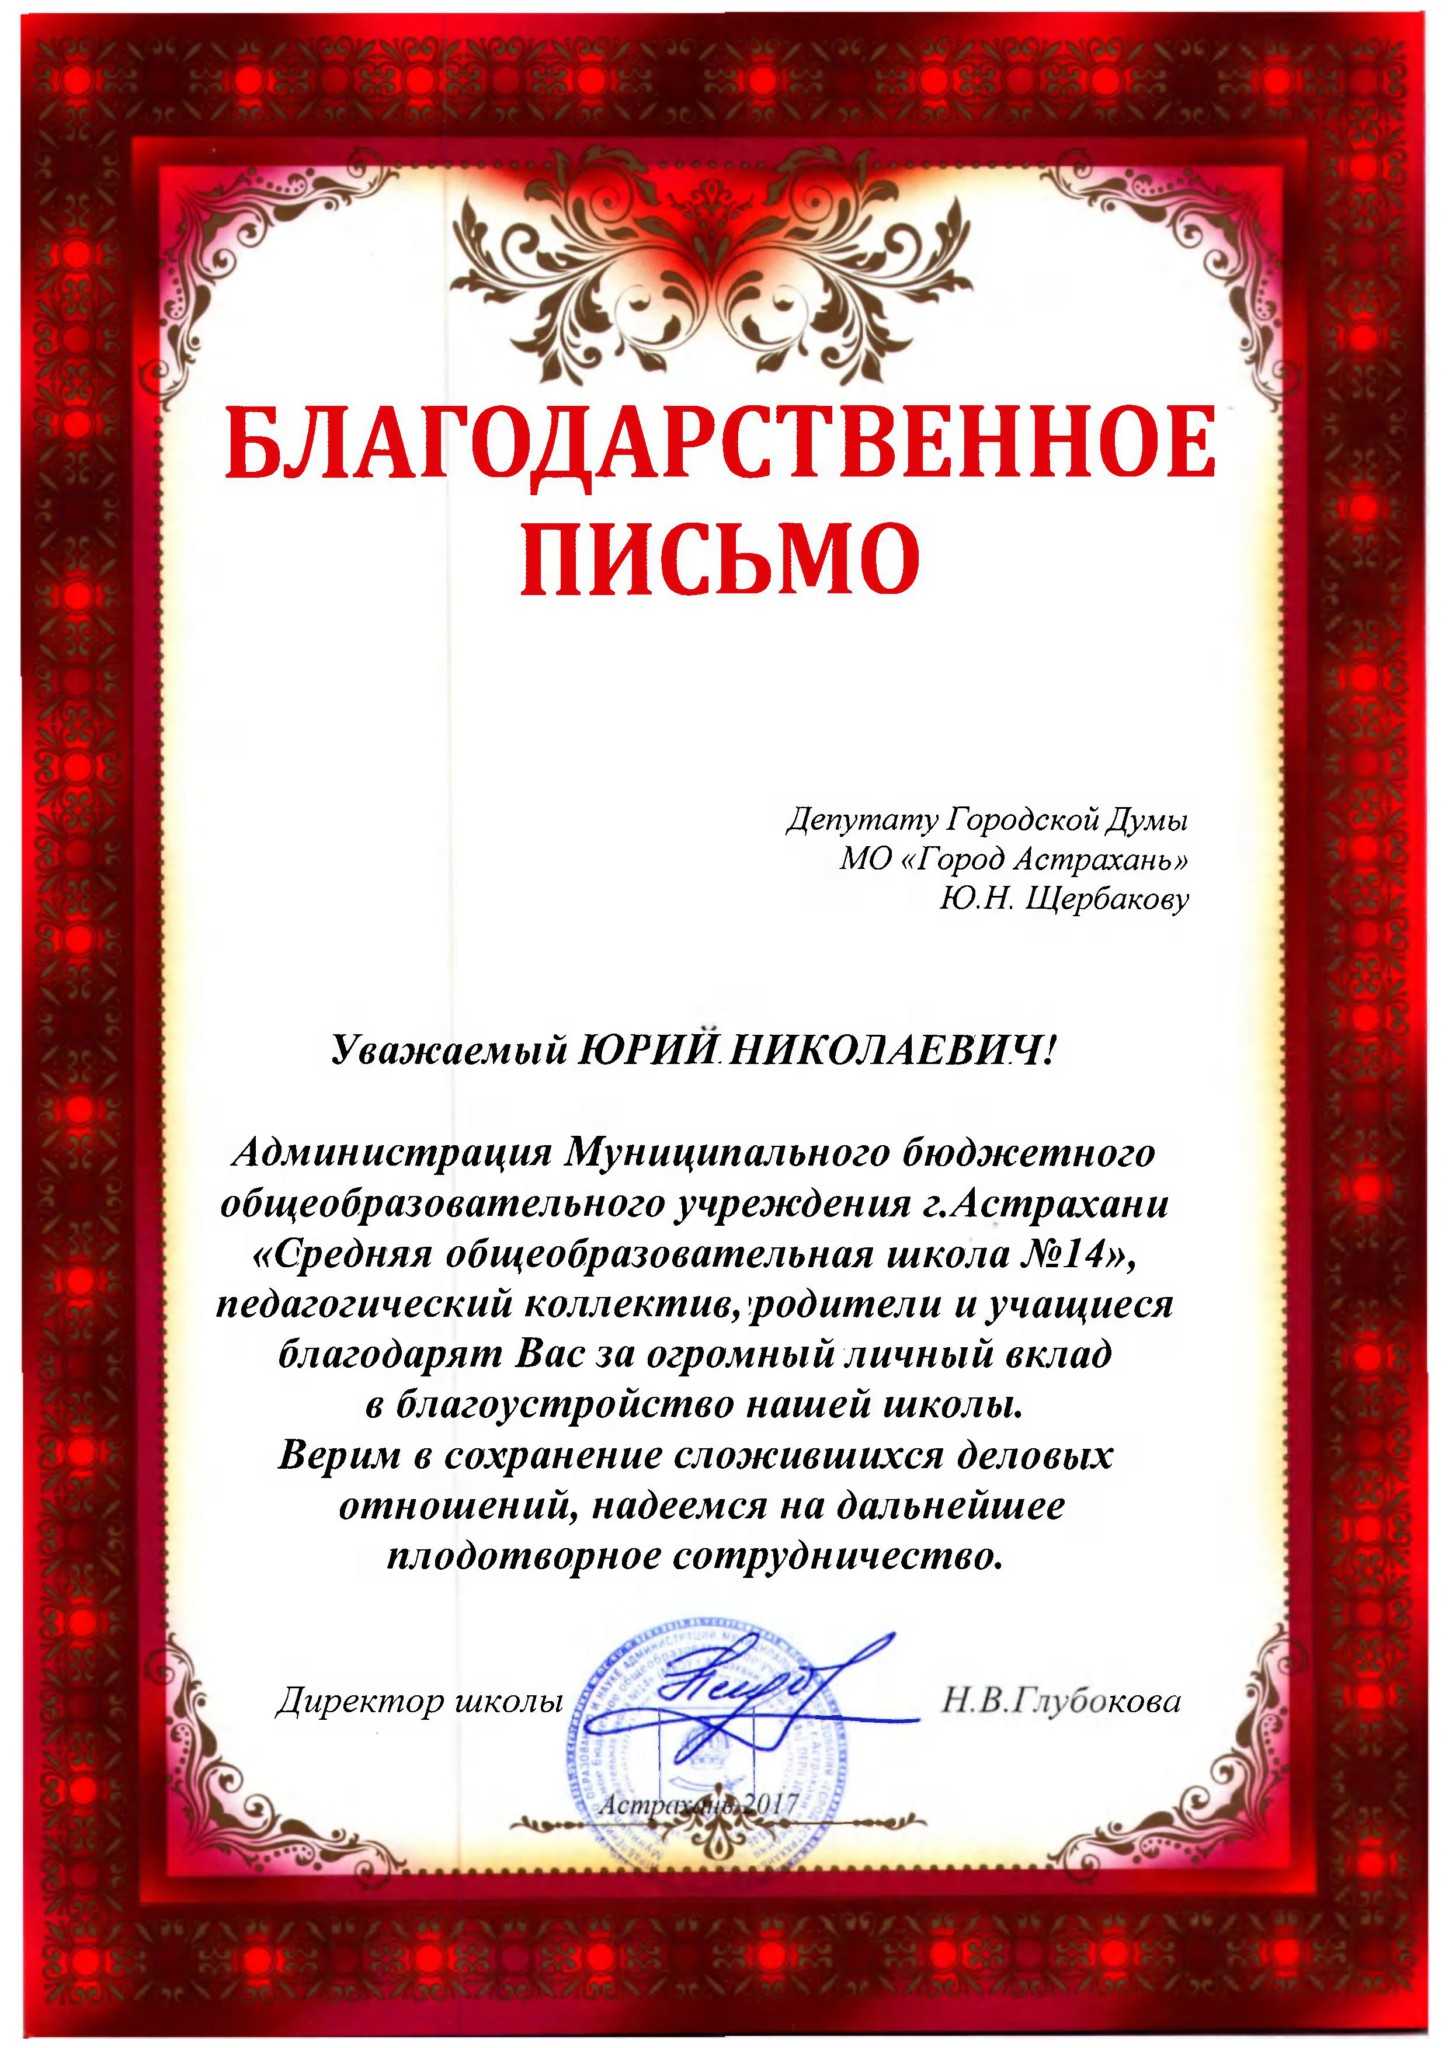 БЛАГОДАРСТВЕННОЕ
ПИСЬМО
Депутату Городской Думы
МО «Город Астрахань»
Ю.Н. Щербакову
Уважаемый ЮРИЙ НИКОЛАЕВИЧ!
Администрация Муниципального бюджетного
общеобразовательного учреждения г.Астрахани
«Средняя общеобразовательная школа №14»,
педагогический коллектив, родители и учащиеся
благодарят Вас за огромный личный вклад
в благоустройство нашей школы.
Верим в сохранение сложившихся деловых
отношений, надеемся на дальнейшее
плодотворное сотрудничество.
Директор школы Н.В.Глубокова
Астрахань 2017